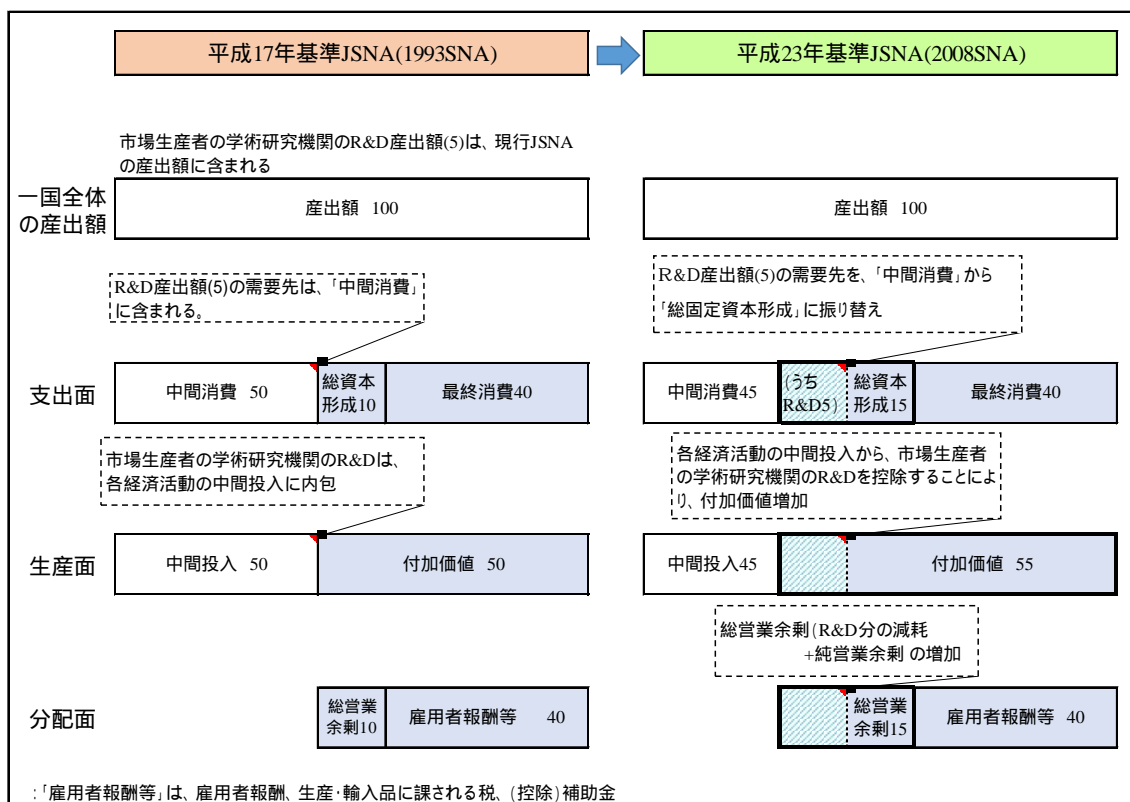 平成17年基準JSNA(1993SNA)
平成23年基準JSNA(2008SNA)
市場生産者の学術研究機関のR&D産出額(5)は、現行JSNA
の産出額に含まれる
一国全体
の産出額
産出額 100
産出額 100
R&D産出額(5)の需要先は、「中間消費」
に含まれる。
R&D産出額(5)の需要先を、「中間消費」から
「総固定資本形成」に振り替え
支出面
中間消費 50
総資本
形成10
最終消費40
中間消費45
(うち
R&D5)
総資本
形成15
最終消費40
市場生産者の学術研究機関のR&Dは、
各経済活動の中間投入に内包
各経済活動の中間投入から、市場生産者
の学術研究機関のR&Dを控除することによ
り、付加価値増加
生産面
中間投入 50
付加価値 50
中間投入45
付加価値 55
総営業余剰(R&D分の減耗
+純営業余剰 の増加
分配面
総営業
余剰10
雇用者報酬等 40
総営業
余剰15
雇用者報酬等 40
:「雇用者報酬等」は、雇用者報酬、生産・輸入品に課される税、(控除)補助金